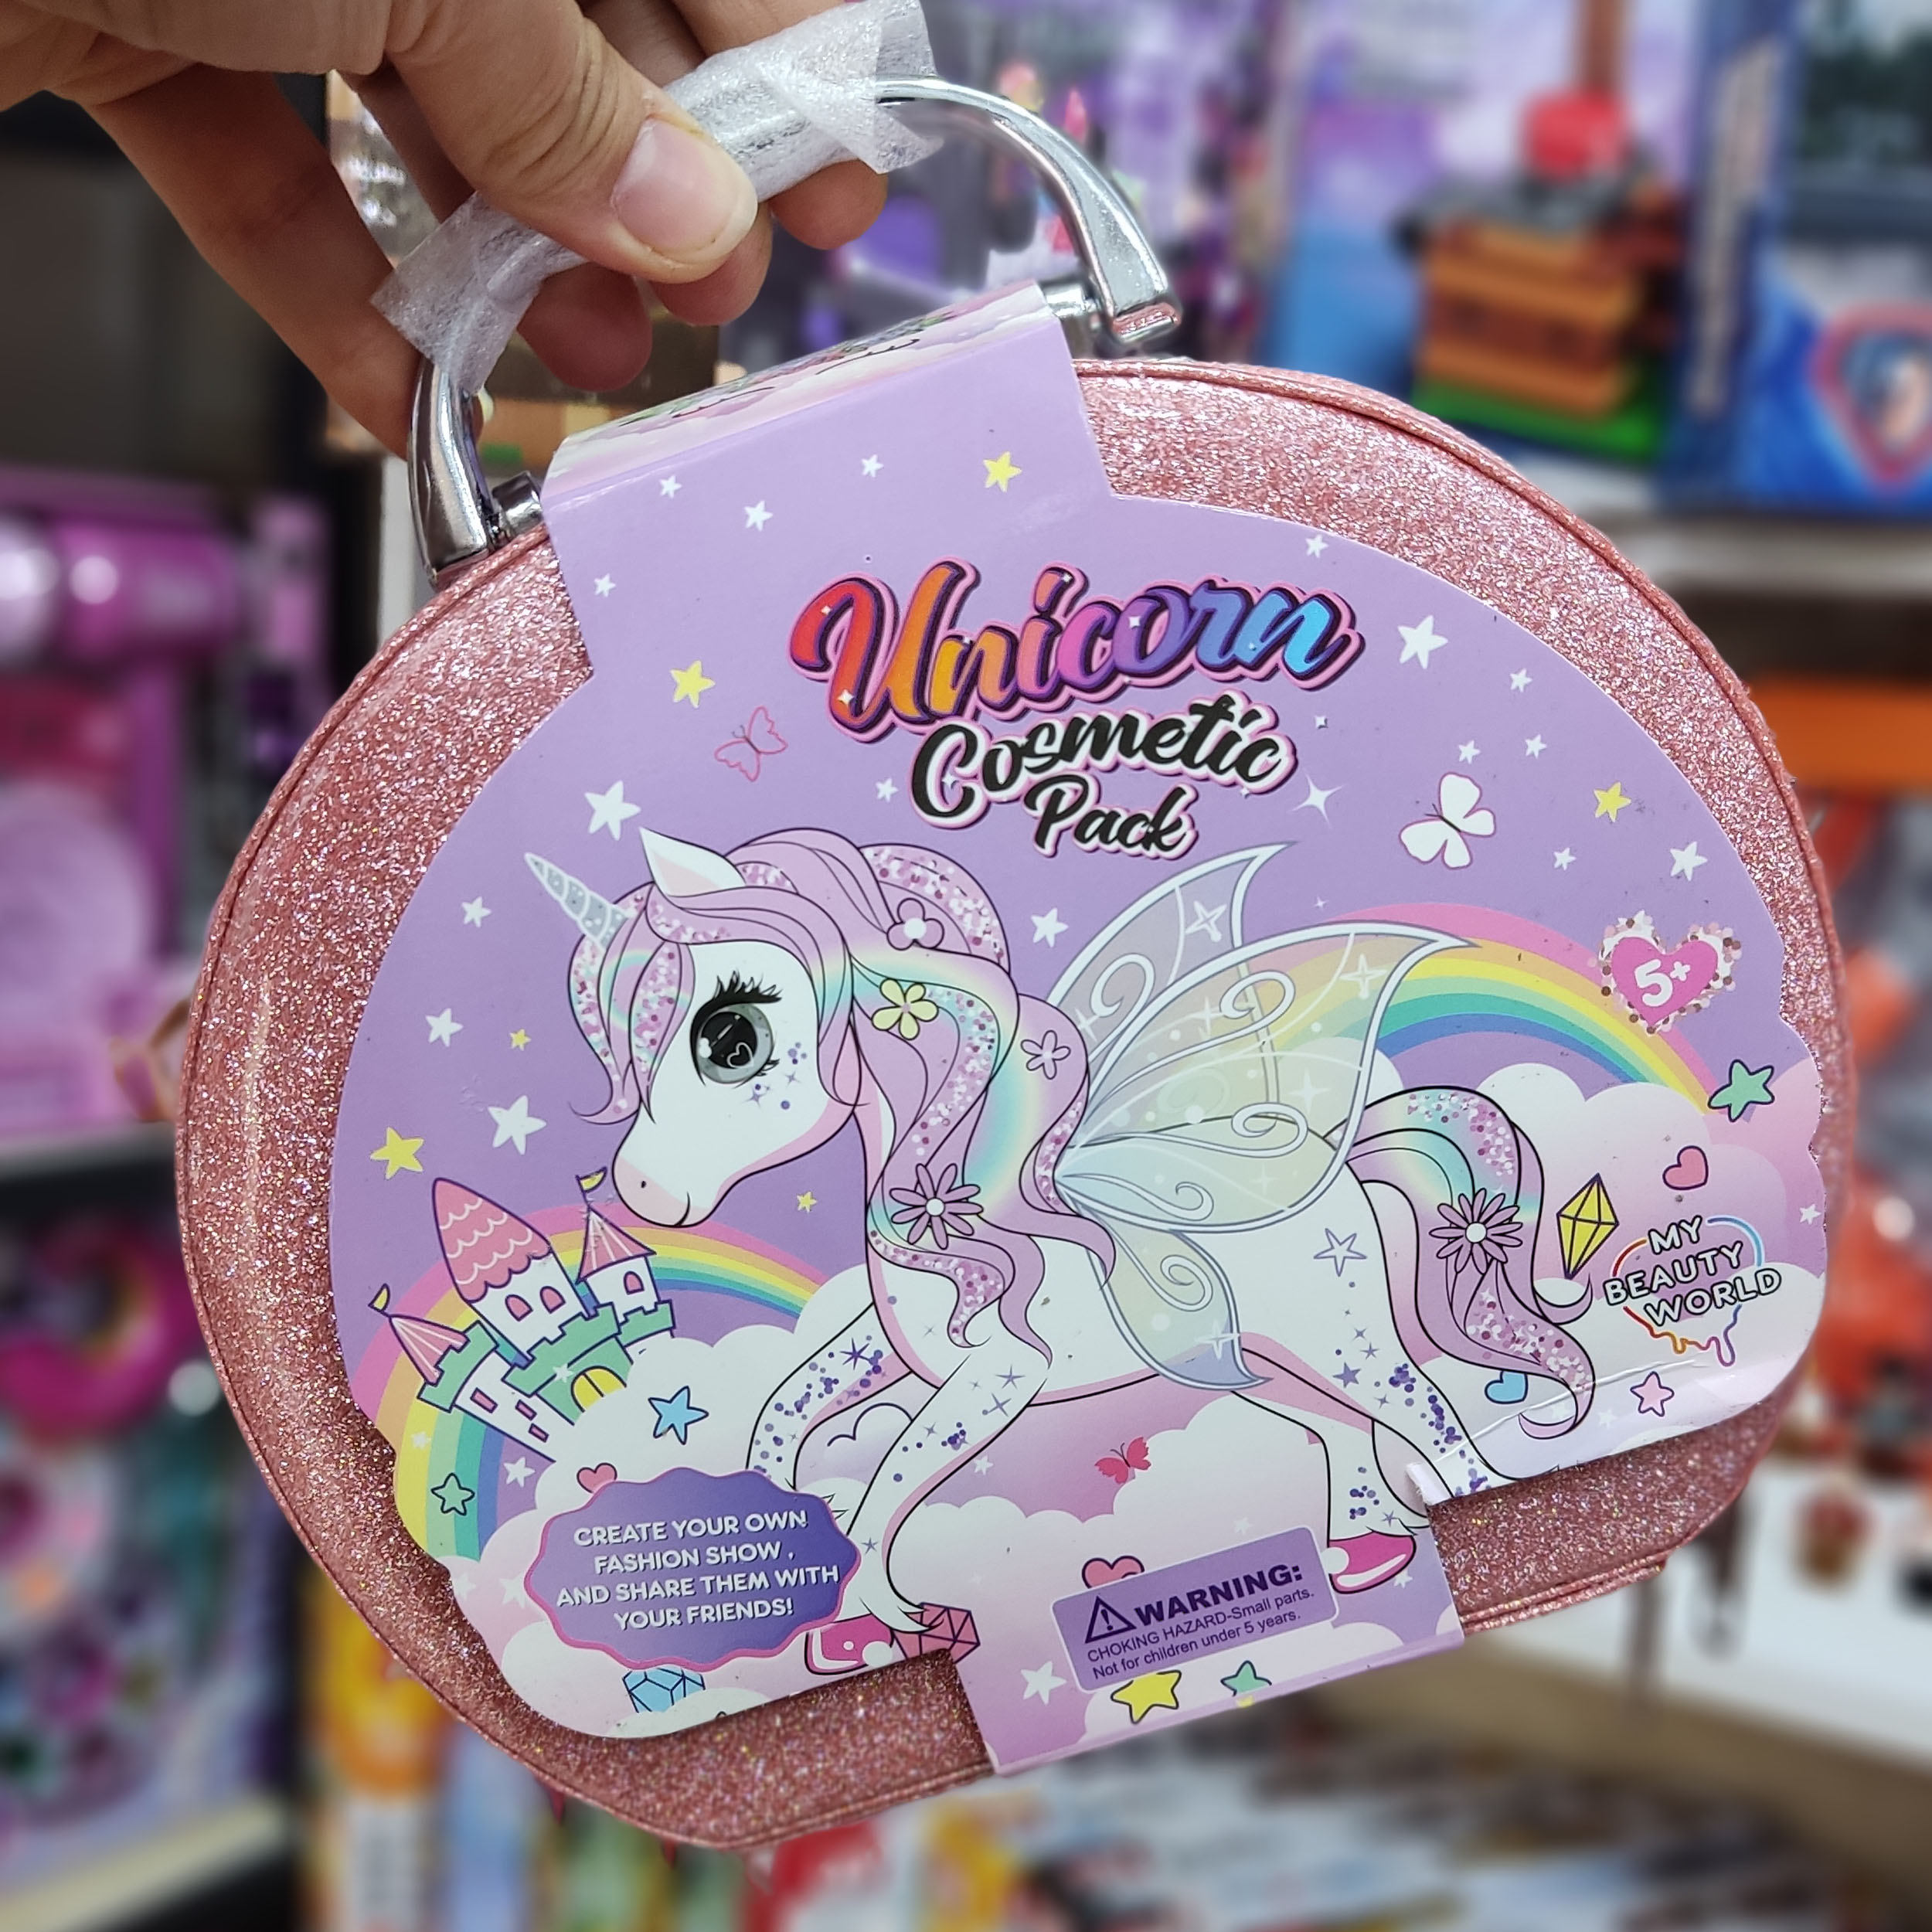 Unicorn
Cosmetic
Pack
5+
MY
BEAUTY
WORLD
CREATE YOUR OWN
FASHION SHOW ,
AND SHARE THEM WITH
YOUR FRIENDS!
WARNING:
CHOKING HAZARD-Small parts.
Not for children under 5 years.